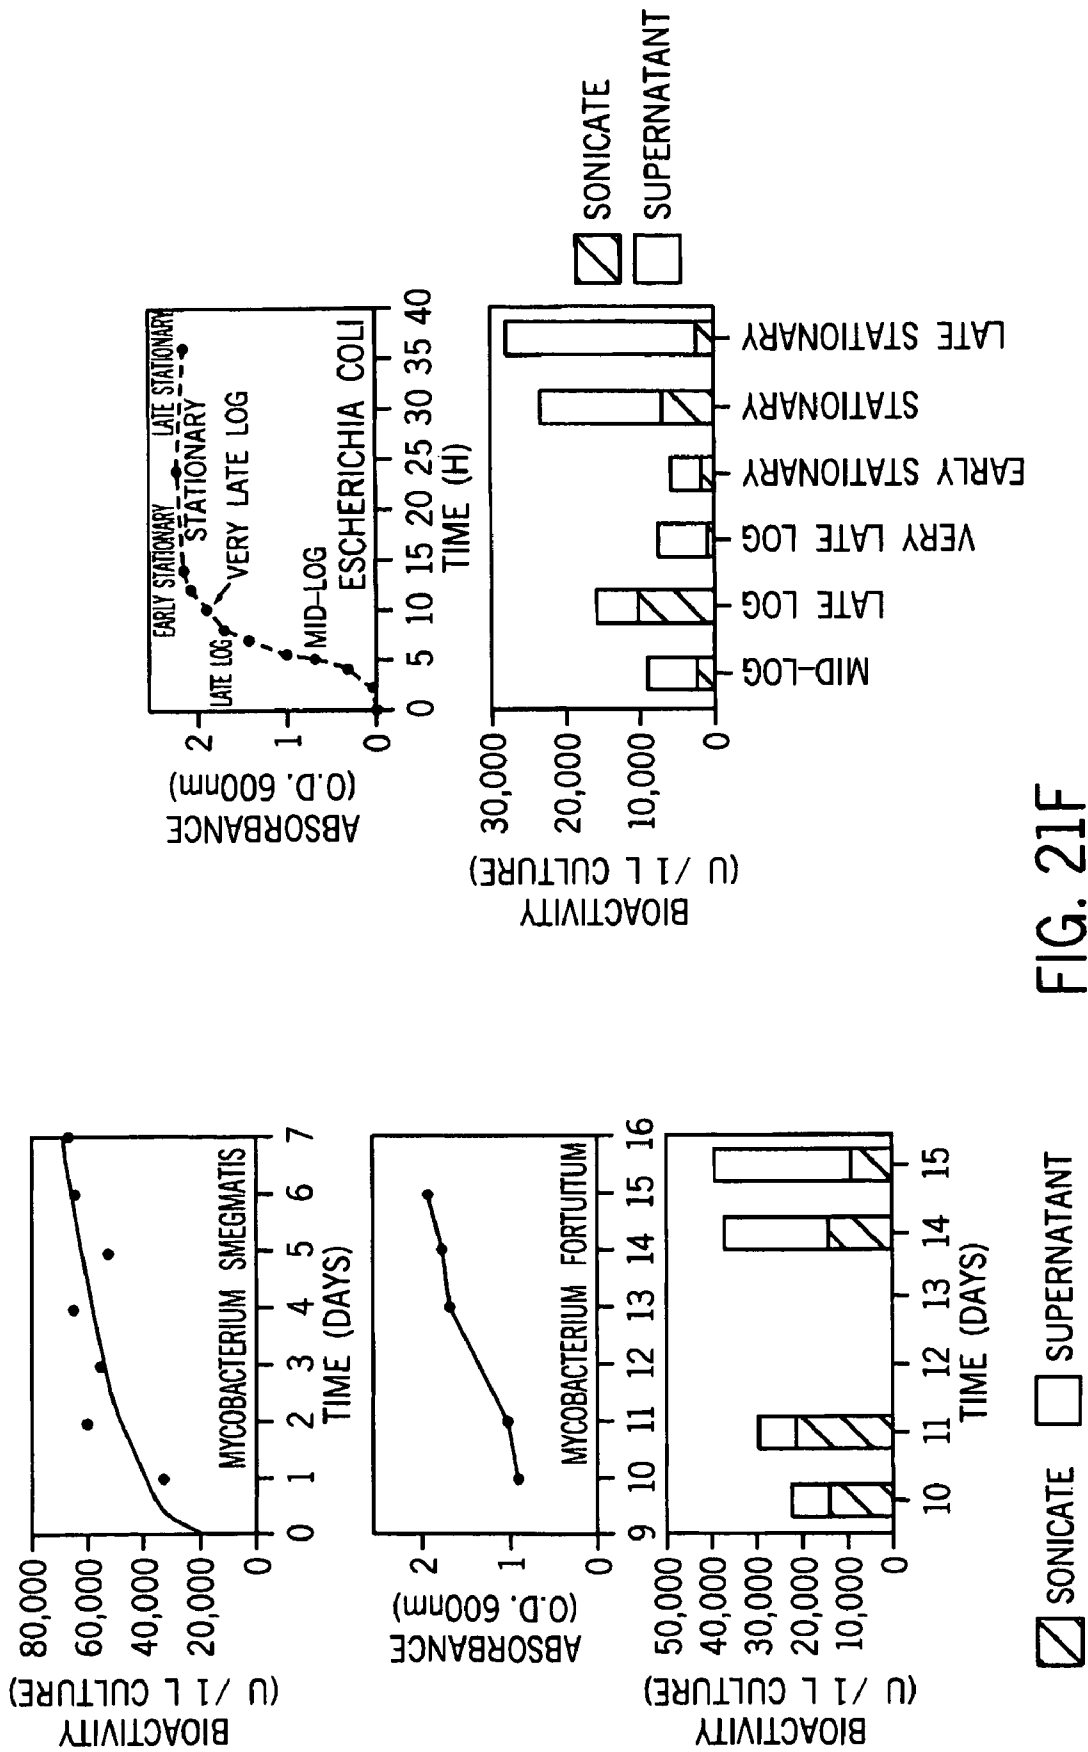 80,000
60,000
40,000
20,000
0
BIOACTIVITY
(U /1 L CULTURE)
MYCOBACTERIUM SMEGMATIS
0 1 2 3 4 5 6 7
TIME (DAYS)
2
1
0
ABSORBANCE
(O.D. 600nm)
MYCOBACTERIUM FORTUITUM
9 10 11 12 13 14 15 16
50,000
40,000
30,000
20,000
10,000
0
BIOACTIVITY
(U /1 L CULTURE)
10 11 12 13 14 15
TIME (DAYS)
SONICATE
SUPERNATANT
2
1
0
ABSORBANCE
(O.D. 600nm)
EARLY STATIONARY
LATE STATIONARY
STATIONARY
LATE LOG
VERY LATE LOG
MID-LOG
ESCHERICHIA COLI
0 5 10 15 20 25 30 35 40
TIME (H)
30,000
20,000
10,000
0
BIOACTIVITY
(U /1 L CULTURE)
MID-LOG
LATE LOG
VERY LATE LOG
EARLY STATIONARY
STATIONARY
LATE STATIONARY
SONICATE
SUPERNATANT
FIG. 21F